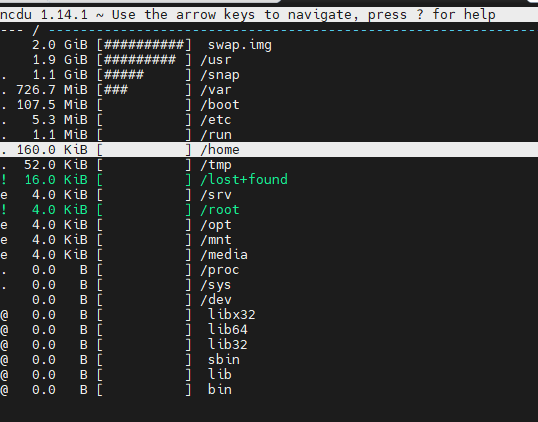 ncdu 1.14.1 ~ Use the arrow keys to navigate, press ? for help
--- / ---------------------------------------------------------------
    2.0 GiB [##########]  swap.img
    1.9 GiB [######### ] /usr
.   1.1 GiB [#####     ] /snap
. 726.7 MiB [###       ] /var
. 107.5 MiB [          ] /boot
.   5.3 MiB [          ] /etc
.   1.1 MiB [          ] /run
. 160.0 KiB [          ] /home
.  52.0 KiB [          ] /tmp
!  16.0 KiB [          ] /lost+found
e   4.0 KiB [          ] /srv
!   4.0 KiB [          ] /root
e   4.0 KiB [          ] /opt
e   4.0 KiB [          ] /mnt
e   4.0 KiB [          ] /media
.   0.0   B [          ] /proc
.   0.0   B [          ] /sys
    0.0   B [          ] /dev
@   0.0   B [          ]  libx32
@   0.0   B [          ]  lib64
@   0.0   B [          ]  lib32
@   0.0   B [          ]  sbin
@   0.0   B [          ]  lib
@   0.0   B [          ]  bin